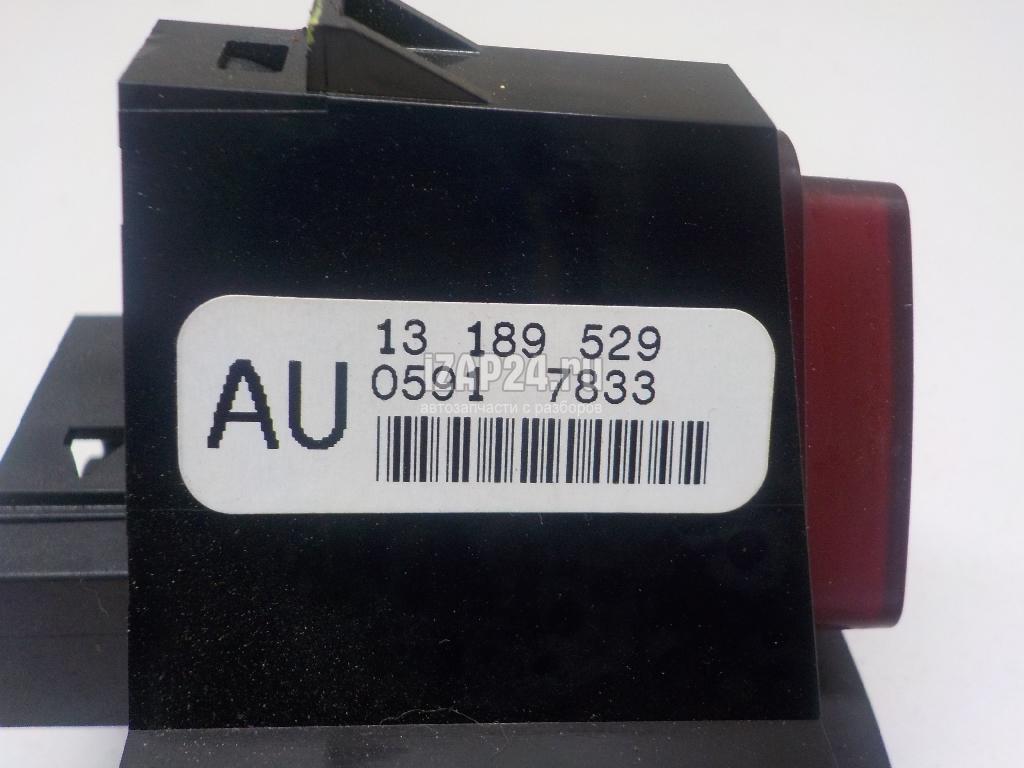 13 189 529
AU
0591 7833
iZAP24.ru
автозапчасти с разборов